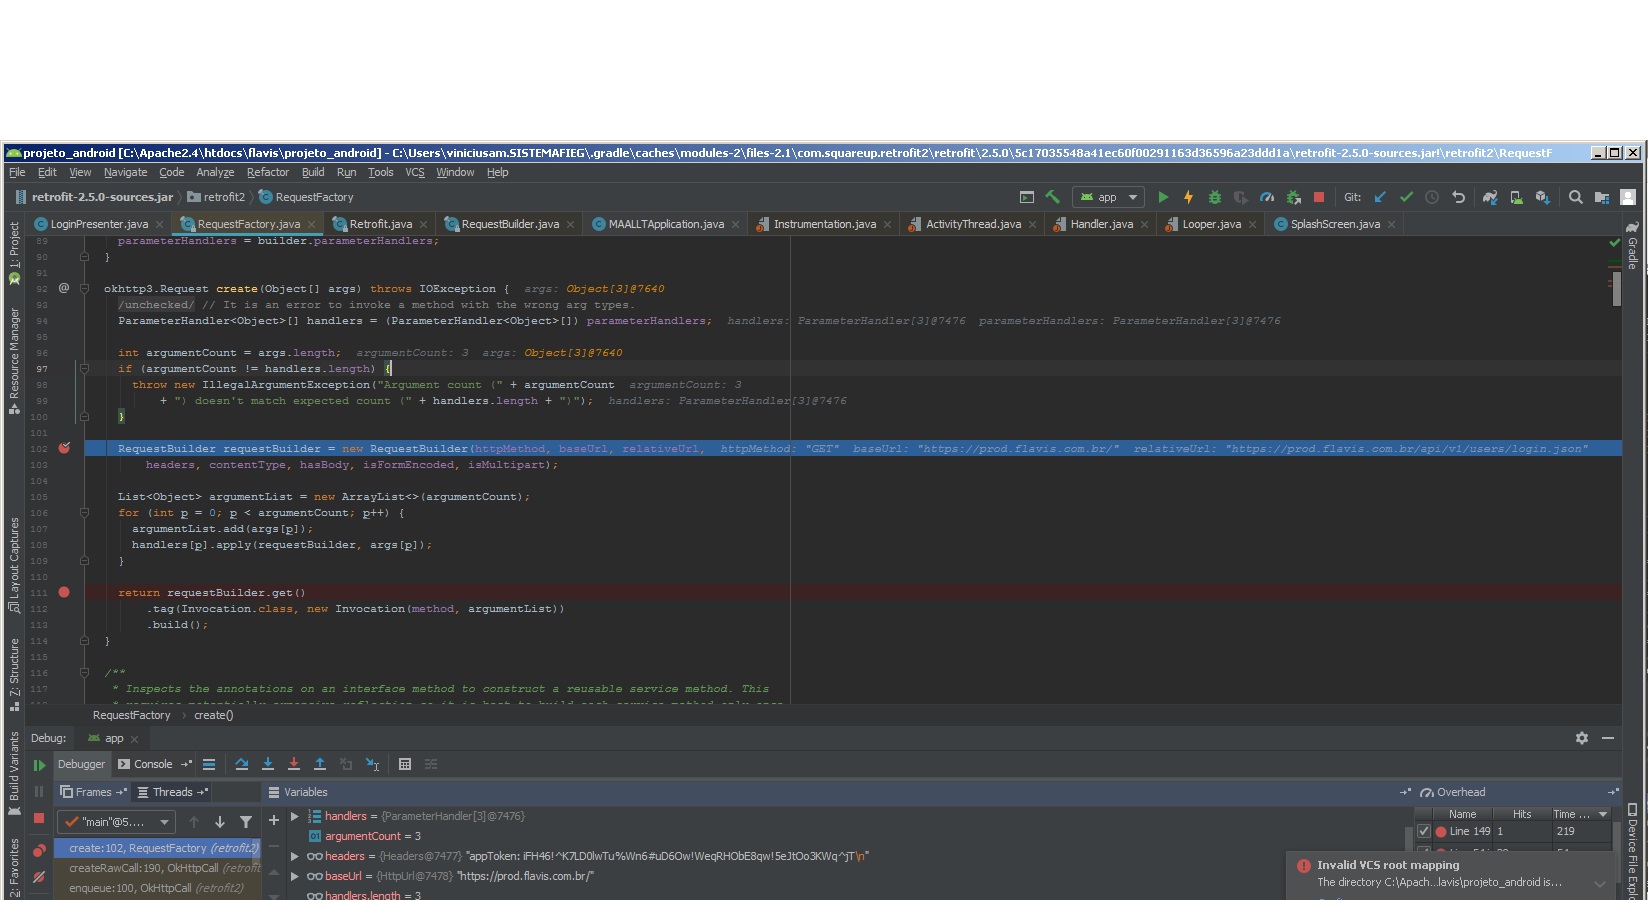 projeto_android [C:\Apache2.4\htdocs\flavis\projeto_android] - C:\Users\viniciusam.SISTEMAFIEG\.gradle\caches\modules-2\files-2.1\com.squareup.retrofit2\retrofit\2.5.0\5c17035548a41ec60f00291163d36596a23ddd1a\retrofit-2.5.0-sources.jar!\retrofit2\RequestF
File Edit View Navigate Code Analyze Refactor Build Run Tools VCS Window Help
retrofit-2.5.0-sources.jar retrofit2 RequestFactory app Git:
LoginPresenter.java RequestFactory.java Retrofit.java RequestBuilder.java MAALLTApplication.java Instrumentation.java ActivityThread.java Handler.java Looper.java SplashScreen.java
1: Project
Resource Manager
Layout Captures
7: Structure
Build Variants
2: Favorites
89 parameterHandlers = builder.parameterHandlers;
90 }
91
92 @ okhttp3.Request create(Object[] args) throws IOException { args: Object[3]@7640
93 /unchecked/ // It is an error to invoke a method with the wrong arg types.
94 ParameterHandler<Object>[] handlers = (ParameterHandler<Object>[]) parameterHandlers; handlers: ParameterHandler[3]@7476 parameterHandlers: ParameterHandler[3]@7476
95
96 int argumentCount = args.length; argumentCount: 3 args: Object[3]@7640
97 if (argumentCount != handlers.length) {
98 throw new IllegalArgumentException("Argument count (" + argumentCount argumentCount: 3
99 + ") doesn't match expected count (" + handlers.length + ")"); handlers: ParameterHandler[3]@7476
100 }
101
102 RequestBuilder requestBuilder = new RequestBuilder(httpMethod, baseUrl, relativeUrl, httpMethod: "GET" baseUrl: "https://prod.flavis.com.br/" relativeUrl: "https://prod.flavis.com.br/api/v1/users/login.json"
103 headers, contentType, hasBody, isFormEncoded, isMultipart);
104
105 List<Object> argumentList = new ArrayList<>(argumentCount);
106 for (int p = 0; p < argumentCount; p++) {
107 argumentList.add(args[p]);
108 handlers[p].apply(requestBuilder, args[p]);
109 }
110
111 return requestBuilder.get()
112 .tag(Invocation.class, new Invocation(method, argumentList))
113 .build();
114 }
115
116 /**
117 * Inspects the annotations on an interface method to construct a reusable service method. This
RequestFactory create()
Debug: app
Debugger Console
Frames Threads Variables Overhead
"main"@5....
create:102, RequestFactory (retrofit2)
createRawCall:190, OkHttpCall (retrofit
enqueue:100, OkHttpCall (retrofit2)
handlers = {ParameterHandler[3]@7476}
argumentCount = 3
headers = {Headers@7477} "appToken: iFH46!^K7LD0lwTu%Wn6#uD6Ow!WeqRHObE8qw!5eJtOo3KWq^jT\n"
baseUrl = {HttpUrl@7478} "https://prod.flavis.com.br/"
handlers.length = 3
Name Hits Time ...
Line 149 1 219
Invalid VCS root mapping
The directory C:\Apach...lavis\projeto_android is...
Gradle
Device File Explo